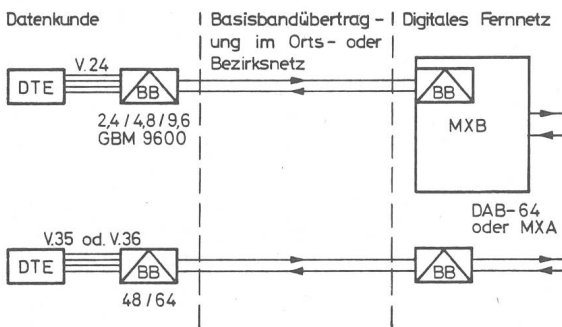 Datenkunde
Basisbandübertrag-
ung im Orts- oder
Bezirksnetz
Digitales Fernnetz
V.24
DTE
BB
2,4/4,8/9,6
GBM 9600
BB
MXB
DAB-64
oder MXA
V.35 od. V.36
DTE
BB
48/64
BB